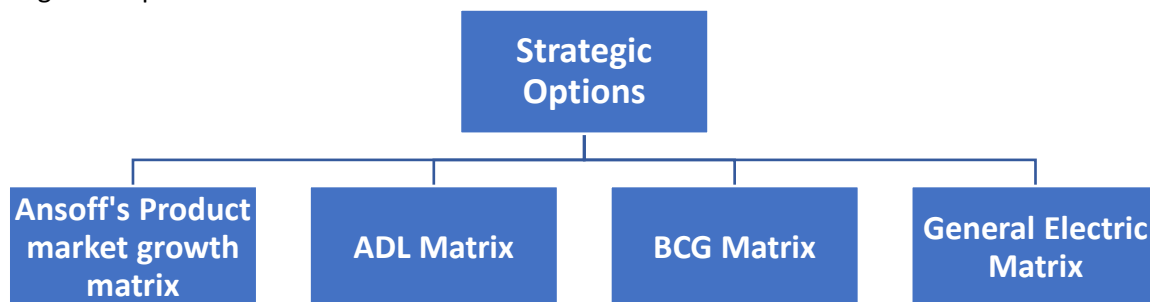 Strategic
Options
Ansoff's Product
market growth
matrix
ADL Matrix
BCG Matrix
General Electric
Matrix